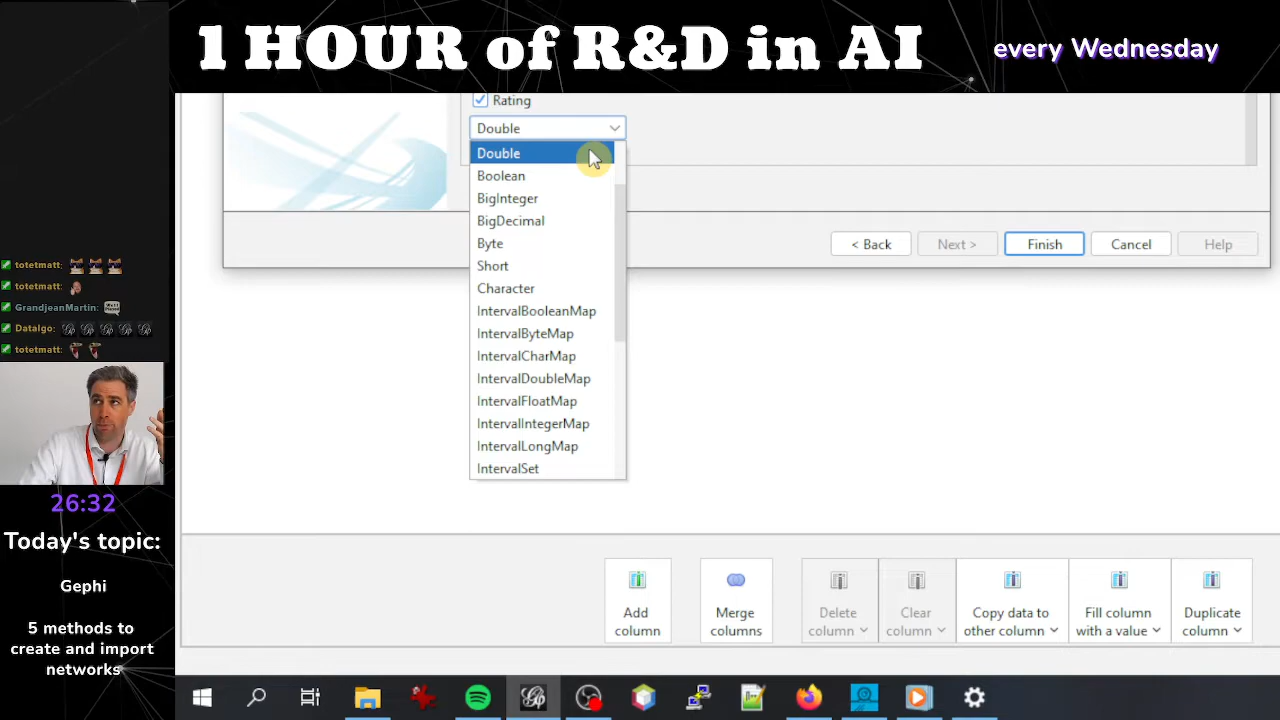 1 HOUR of R&D in AI
every Wednesday
Rating
Double
Double
Boolean
BigInteger
BigDecimal
Byte
Short
Character
IntervalBooleanMap
IntervalByteMap
IntervalCharMap
IntervalDoubleMap
IntervalFloatMap
IntervalIntegerMap
IntervalLongMap
IntervalSet
< Back
Next >
Finish
Cancel
Help
totetmatt:
totetmatt:
GrandjeanMartin:
Datalgo:
totetmatt:
26:32
Today's topic:
Gephi
5 methods to
create and import
networks
Add
column
Merge
columns
Delete
column
Clear
column
Copy data to
other column
Fill column
with a value
Duplicate
column